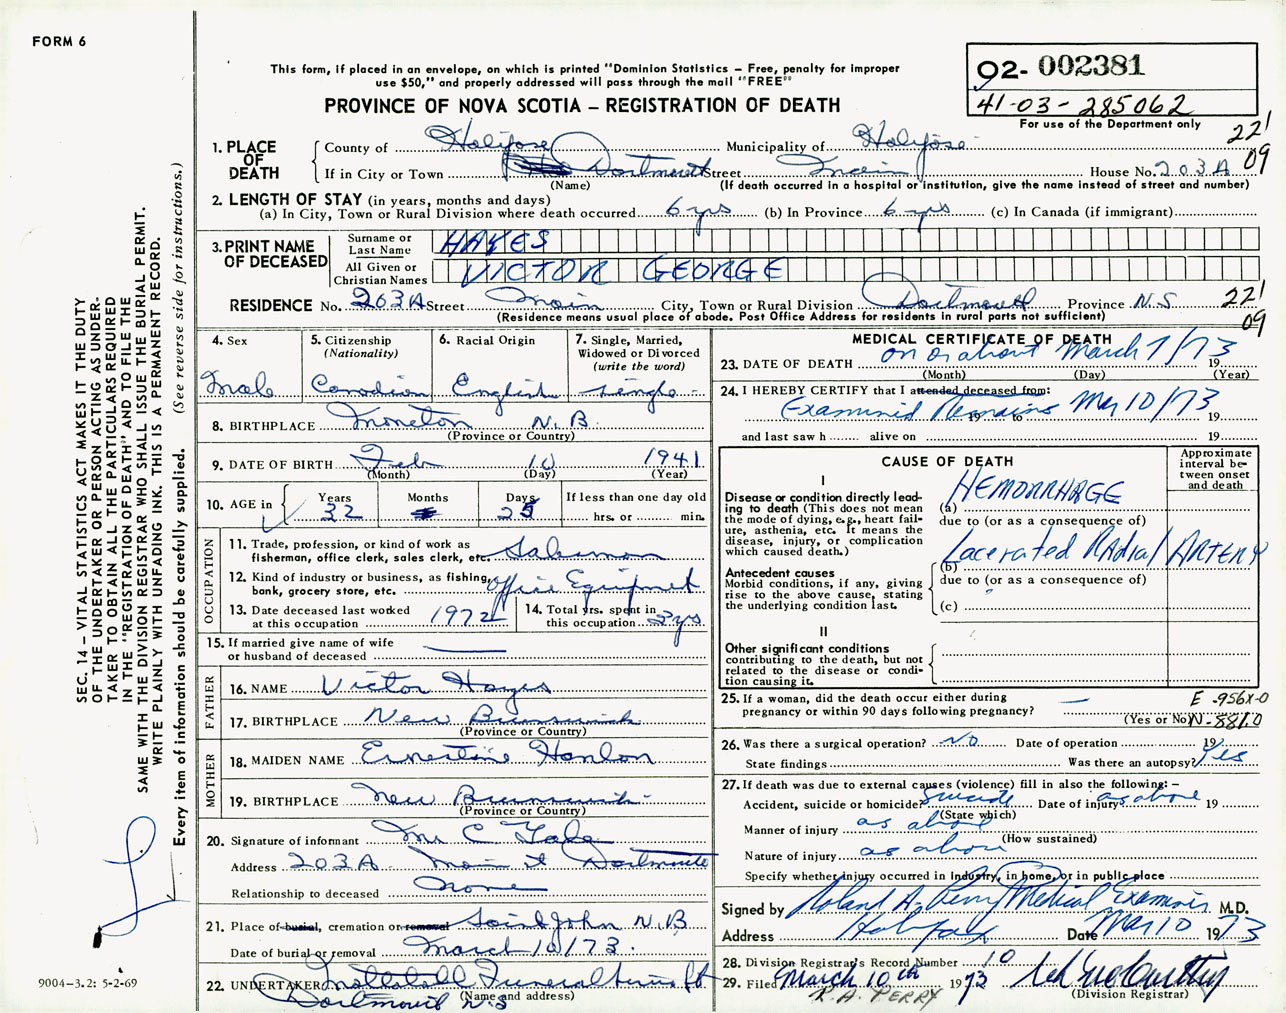 FORM 6
This form, if placed in an envelope, on which is printed "Dominion Statistics – Free, penalty for improper
use $50," and properly addressed will pass through the mail "FREE"
PROVINCE OF NOVA SCOTIA – REGISTRATION OF DEATH
02- 002381
41-03-285062
For use of the Department only
221
09
1. PLACE OF DEATH
County of Halifax Municipality of Halifax
If in City or Town Dartmouth Street Main House No. 203A
(Name) (If death occurred in a hospital or institution, give the name instead of street and number)
2. LENGTH OF STAY (in years, months and days)
(a) In City, Town or Rural Division where death occurred 6 yrs (b) In Province 6 yrs (c) In Canada (if immigrant)
3. PRINT NAME OF DECEASED
Surname or Last Name HAYES
All Given or Christian Names VICTOR GEORGE
RESIDENCE No. 203A Street Main City, Town or Rural Division Dartmouth Province N.S 221
(Residence means usual place of abode. Post Office Address for residents in rural parts not sufficient) 09
4. Sex Male
5. Citizenship (Nationality) Canadian
6. Racial Origin English
7. Single, Married, Widowed or Divorced (write the word) single
8. BIRTHPLACE Moncton N.B.
(Province or Country)
9. DATE OF BIRTH Feb 10 1941
(Month) (Day) (Year)
10. AGE in Years 32 Months Days 25 If less than one day old hrs. or min.
OCCUPATION
11. Trade, profession, or kind of work as fisherman, office clerk, sales clerk, etc. Salesman
12. Kind of industry or business, as fishing, bank, grocery store, etc. office Equipmet
13. Date deceased last worked at this occupation 1972
14. Total yrs. spent in this occupation 3 yrs
15. If married give name of wife or husband of deceased
FATHER
16. NAME Victor Hayes
17. BIRTHPLACE New Brunswick
(Province or Country)
MOTHER
18. MAIDEN NAME Ernestine Hanlon
19. BIRTHPLACE New Brunswick
(Province or Country)
20. Signature of informant Mr C
Address 203A Main St Dartmouth
Relationship to deceased None
21. Place of burial, cremation or removal Saint John N.B
Date of burial or removal March 10/73.
22. UNDERTAKER Funeral
(Name and address)
Dartmouth N.S
MEDICAL CERTIFICATE OF DEATH
23. DATE OF DEATH on or about March 7/73 19
(Month) (Day) (Year)
24. I HEREBY CERTIFY that I attended deceased from:
Examined Remains Mar 10/73 19 to 19
and last saw h alive on 19
CAUSE OF DEATH
Approximate interval between onset and death
I
Disease or condition directly leading to death (This does not mean the mode of dying, e.g., heart failure, asthenia, etc. It means the disease, injury, or complication which caused death.)
(a) HEMORRHAGE
due to (or as a consequence of)
(b) Lacerated Radial ARTERY
Antecedent causes
Morbid conditions, if any, giving rise to the above cause, stating the underlying condition last.
due to (or as a consequence of)
(c)
II
Other significant conditions
contributing to the death, but not related to the disease or condition causing it.
25. If a woman, did the death occur either during pregnancy or within 90 days following pregnancy?
(Yes or No)
E .956X-0
N-881.0
26. Was there a surgical operation? No Date of operation 19
State findings Was there an autopsy? Yes
27. If death was due to external causes (violence) fill in also the following:–
Accident, suicide or homicide? Suicide Date of injury as above 19
(State which)
Manner of injury as above
(How sustained)
Nature of injury as above
Specify whether injury occurred in industry, in home, or in public place
Signed by Roland A. Perry Medical Examiner M.D.
Address Halifax Date Mar 10 1973
28. Division Registrar's Record Number 10
29. Filed March 10th 1973
(Division Registrar)
R.A. PERRY
SEC. 14 – VITAL STATISTICS ACT MAKES IT THE DUTY
OF THE UNDERTAKER OR PERSON ACTING AS UNDER-
TAKER TO OBTAIN ALL THE PARTICULARS REQUIRED
IN THE "REGISTRATION OF DEATH" AND TO FILE THE
SAME WITH THE DIVISION REGISTRAR WHO SHALL ISSUE THE BURIAL PERMIT.
WRITE PLAINLY WITH UNFADING INK. THIS IS A PERMANENT RECORD.
Every item of information should be carefully supplied. (See reverse side for instructions.)
9004-3.2: 5-2-69